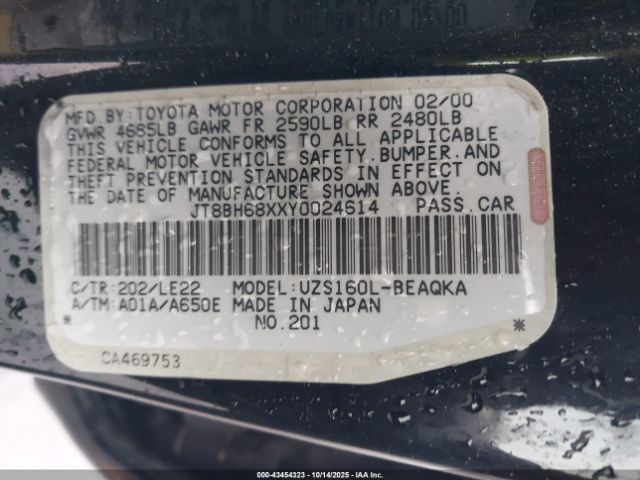 MFD.BY:TOYOTA MOTOR CORPORATION 02/00
GVWR 4685LB GAWR FR 2590LB RR 2480LB
THIS VEHICLE CONFORMS TO ALL APPLICABLE
FEDERAL MOTOR VEHICLE SAFETY.BUMPER.AND
THEFT PREVENTION STANDARDS IN EFFECT ON
THE DATE OF MANUFACTURE SHOWN ABOVE.
JT8BH68XXY0024614 PASS.CAR
C/TR:202/LE22 MODEL:UZS160L-BEAQKA
A/TM:A01A/A650E MADE IN JAPAN
* NO.201 *
CA469753
000-43454323 - 10/14/2025 - IAAI.COM